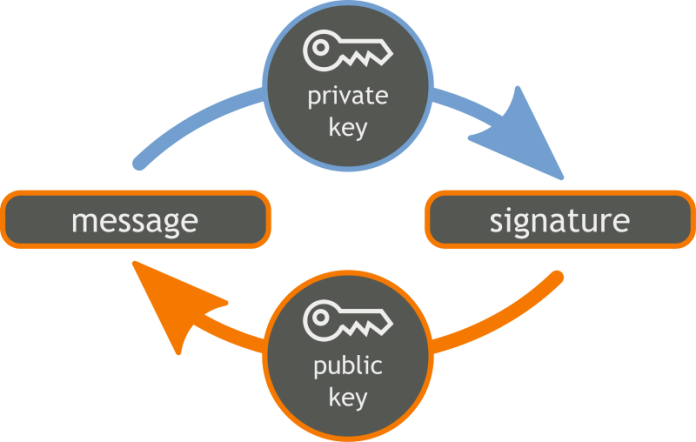 private
key
message
signature
public
key